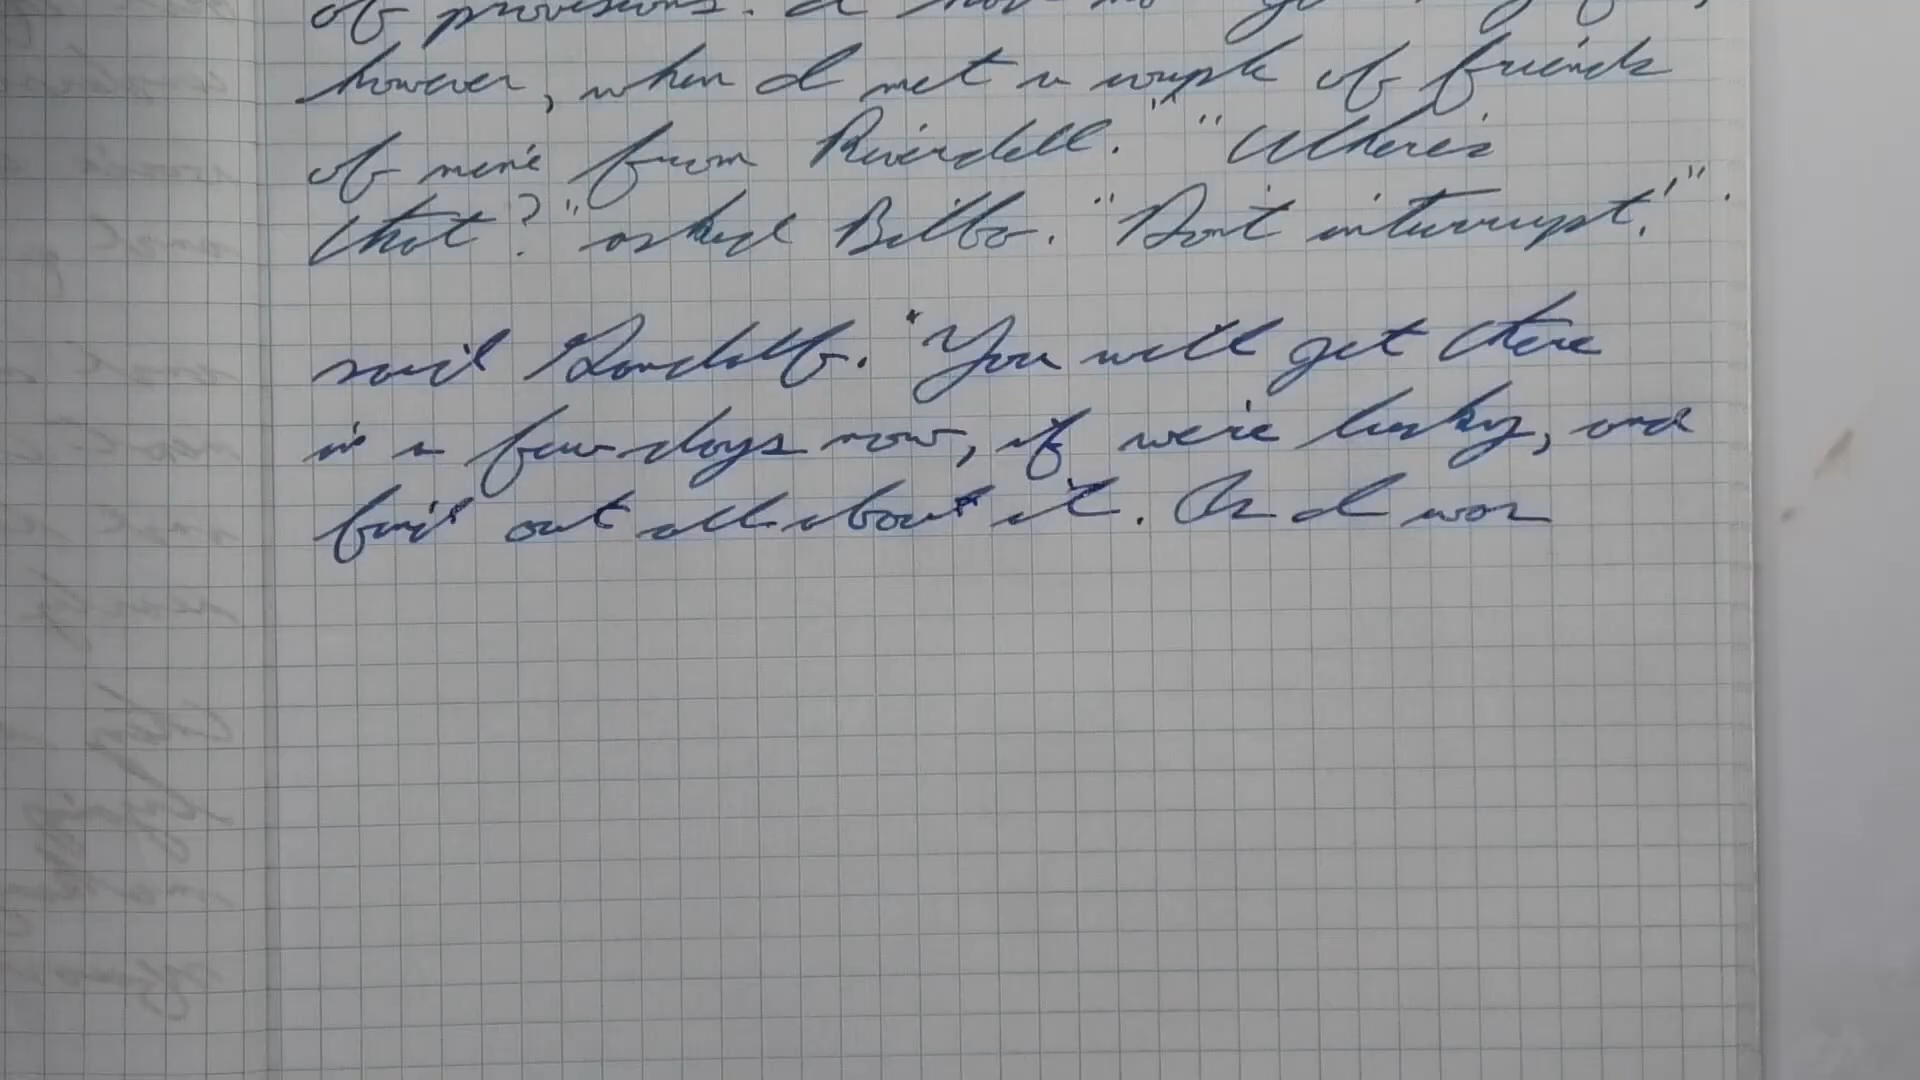 of provisions. I
however, when I met a couple of friends
of mine from Rivendell." "Where's
that?" asked Bilbo. "Don't interrupt!"
said Gandalf. "You will get there
in a few days now, if we're lucky, and
find out all about it. As I was